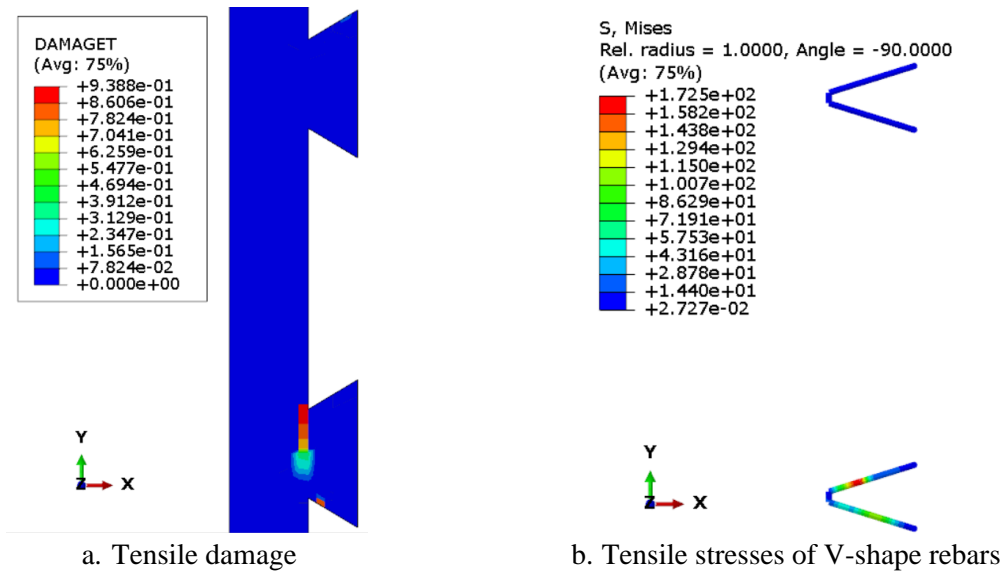 DAMAGET
(Avg: 75%)
+9.388e-01
+8.606e-01
+7.824e-01
+7.041e-01
+6.259e-01
+5.477e-01
+4.694e-01
+3.912e-01
+3.129e-01
+2.347e-01
+1.565e-01
+7.824e-02
+0.000e+00
Y
Z X
a. Tensile damage
S, Mises
Rel. radius = 1.0000, Angle = -90.0000
(Avg: 75%)
+1.725e+02
+1.582e+02
+1.438e+02
+1.294e+02
+1.150e+02
+1.007e+02
+8.629e+01
+7.191e+01
+5.753e+01
+4.316e+01
+2.878e+01
+1.440e+01
+2.727e-02
Y
Z X
b. Tensile stresses of V-shape rebars